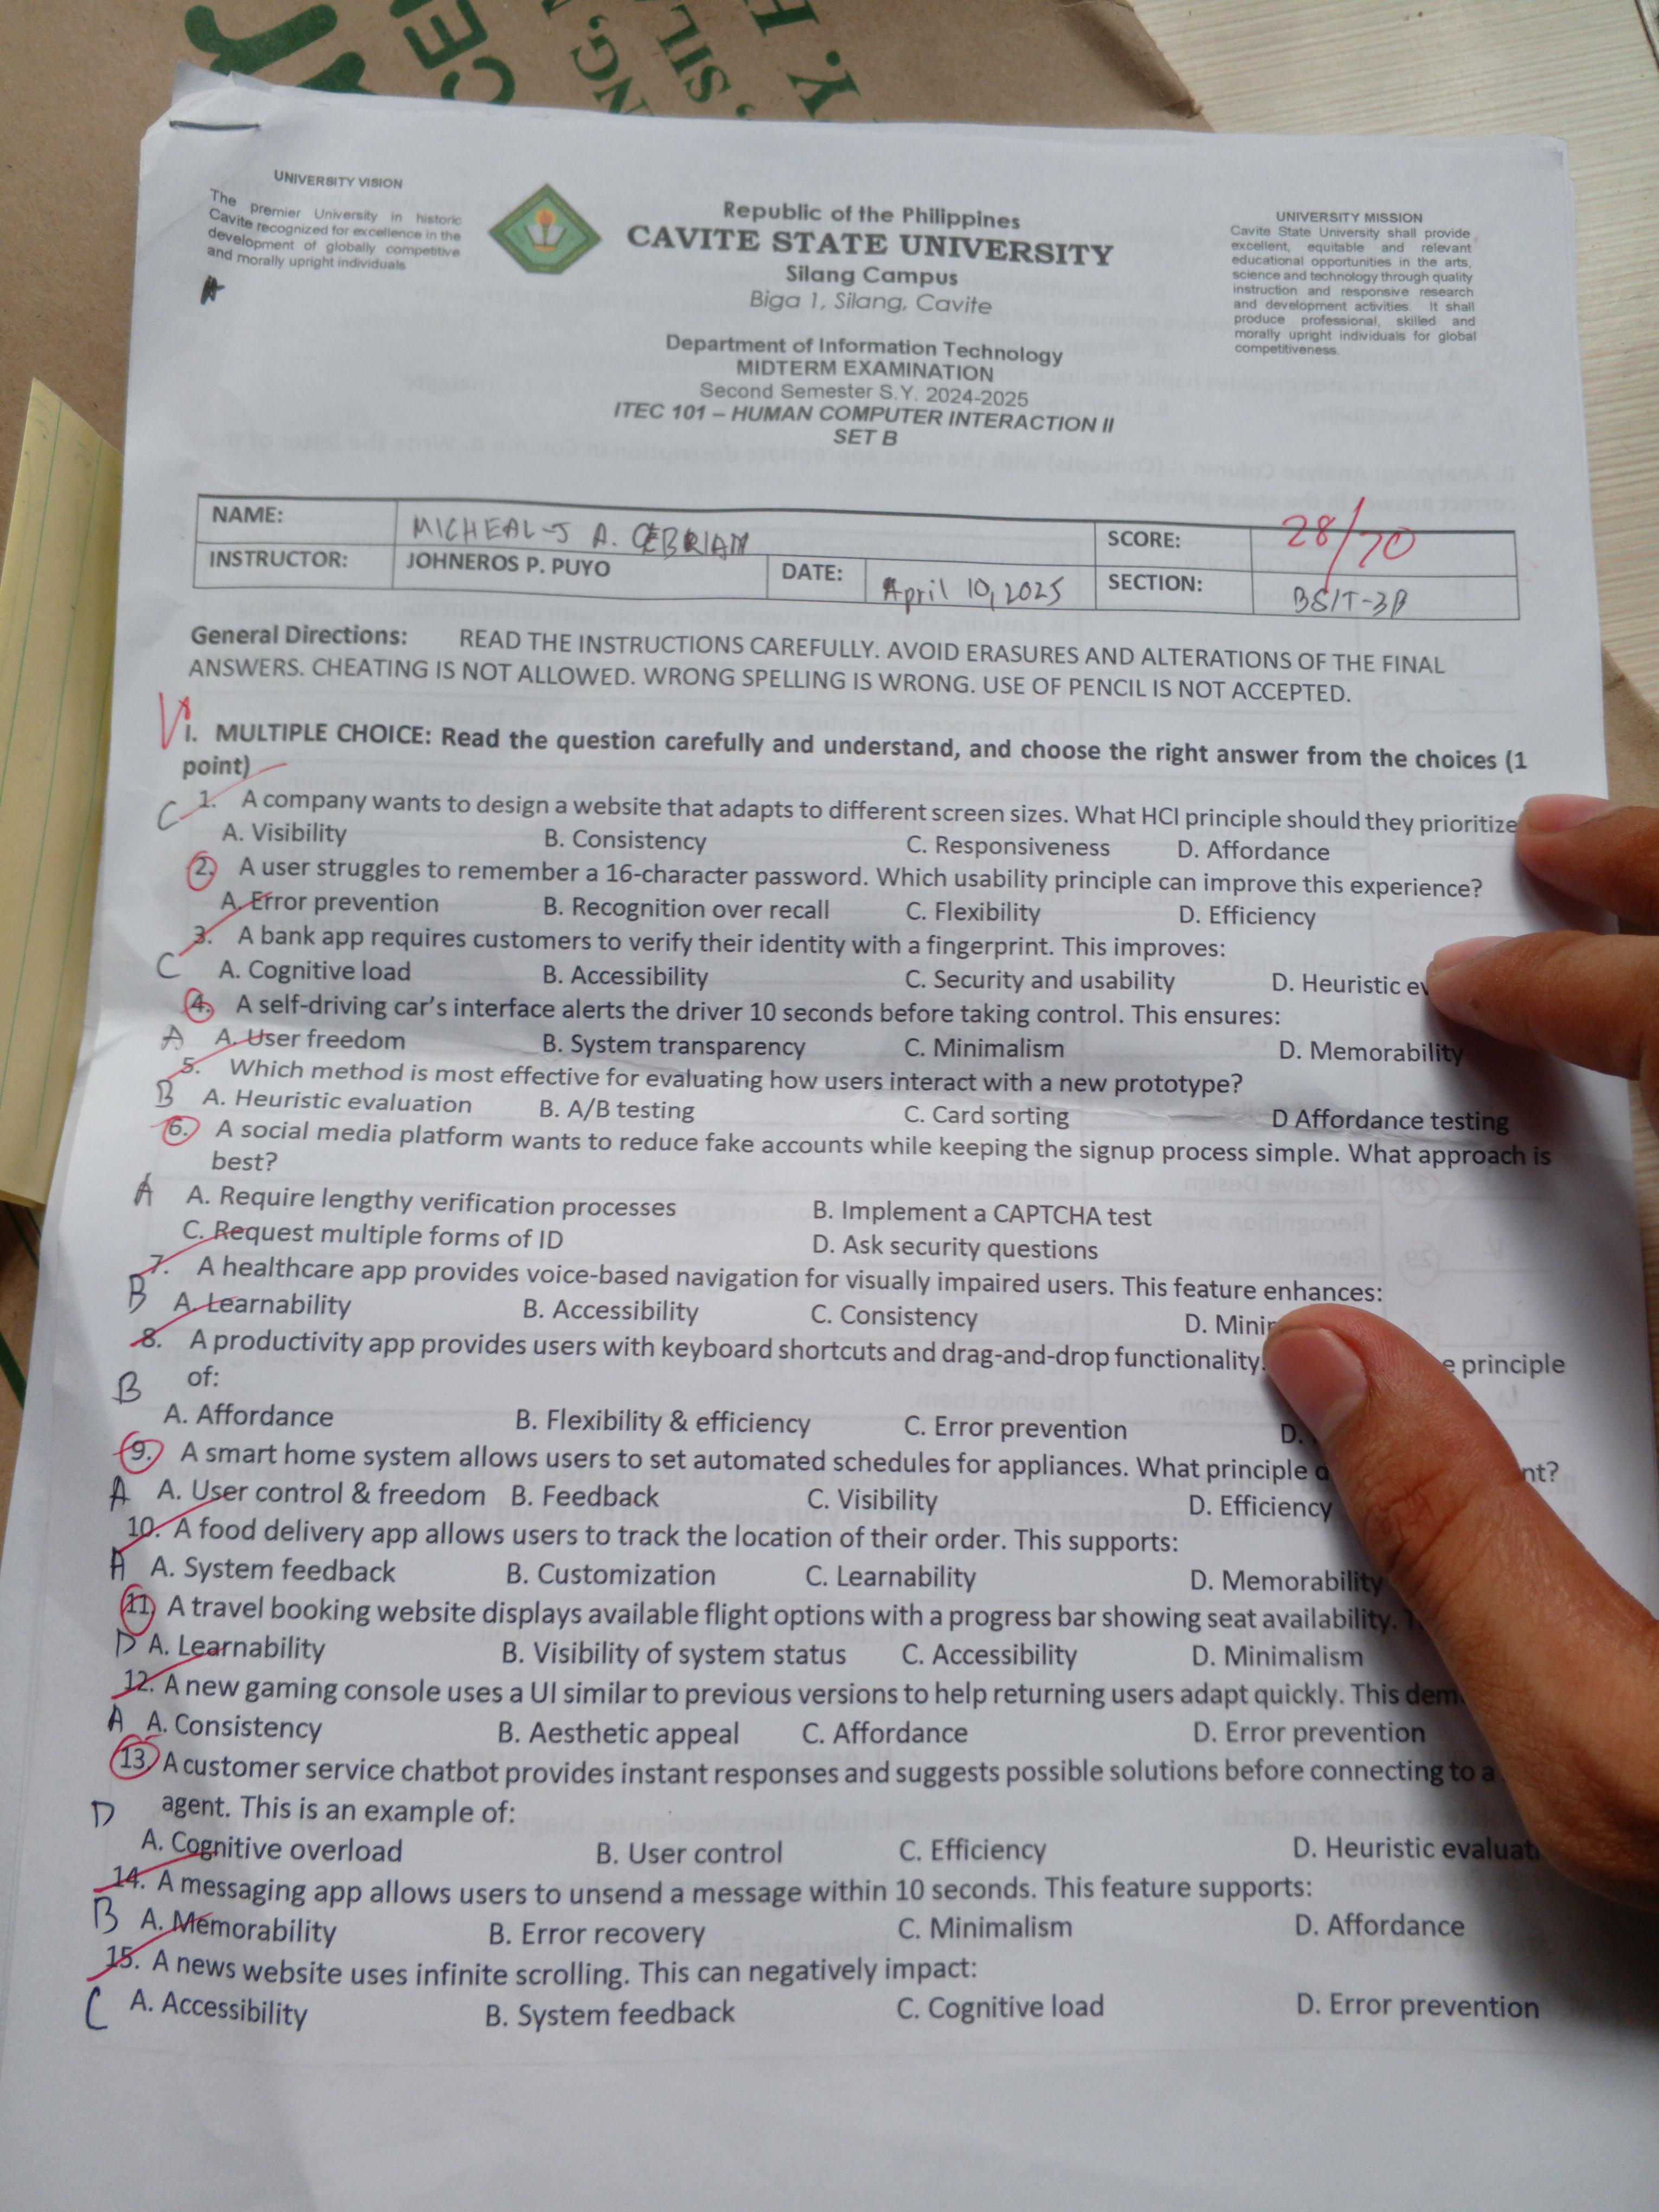 CE
NG,
SIL
Y. H
UNIVERSITY VISION
The premier University in historic
Cavite recognized for excellence in the
development of globally competitive
and morally upright individuals
Republic of the Philippines
CAVITE STATE UNIVERSITY
Silang Campus
Biga 1, Silang, Cavite
UNIVERSITY MISSION
Cavite State University shall provide
excellent, equitable and relevant
educational opportunities in the arts,
science and technology through quality
instruction and responsive research
and development activities. It shall
produce professional, skilled and
morally upright individuals for global
competitiveness.
Department of Information Technology
MIDTERM EXAMINATION
Second Semester S.Y. 2024-2025
ITEC 101 – HUMAN COMPUTER INTERACTION II
SET B
NAME: MICHEAL-J A. CEBRIAN SCORE: 28/70
INSTRUCTOR: JOHNEROS P. PUYO DATE: April 10, 2025 SECTION: BSIT-3B
General Directions: READ THE INSTRUCTIONS CAREFULLY. AVOID ERASURES AND ALTERATIONS OF THE FINAL
ANSWERS. CHEATING IS NOT ALLOWED. WRONG SPELLING IS WRONG. USE OF PENCIL IS NOT ACCEPTED.
I. MULTIPLE CHOICE: Read the question carefully and understand, and choose the right answer from the choices (1
point)
C 1. A company wants to design a website that adapts to different screen sizes. What HCI principle should they prioritize
A. Visibility B. Consistency C. Responsiveness D. Affordance
2. A user struggles to remember a 16-character password. Which usability principle can improve this experience?
A. Error prevention B. Recognition over recall C. Flexibility D. Efficiency
3. A bank app requires customers to verify their identity with a fingerprint. This improves:
C A. Cognitive load B. Accessibility C. Security and usability D. Heuristic
4. A self-driving car's interface alerts the driver 10 seconds before taking control. This ensures:
A A. User freedom B. System transparency C. Minimalism D. Memorability
5. Which method is most effective for evaluating how users interact with a new prototype?
B A. Heuristic evaluation B. A/B testing C. Card sorting D Affordance testing
6. A social media platform wants to reduce fake accounts while keeping the signup process simple. What approach is
best?
A A. Require lengthy verification processes B. Implement a CAPTCHA test
C. Request multiple forms of ID D. Ask security questions
7. A healthcare app provides voice-based navigation for visually impaired users. This feature enhances:
B A. Learnability B. Accessibility C. Consistency D.
8. A productivity app provides users with keyboard shortcuts and drag-and-drop functionality. principle
B of:
A. Affordance B. Flexibility & efficiency C. Error prevention D.
9. A smart home system allows users to set automated schedules for appliances. What principle
A A. User control & freedom B. Feedback C. Visibility D. Efficiency
10. A food delivery app allows users to track the location of their order. This supports:
A A. System feedback B. Customization C. Learnability D. Memorability
11. A travel booking website displays available flight options with a progress bar showing seat availability.
D A. Learnability B. Visibility of system status C. Accessibility D. Minimalism
12. A new gaming console uses a UI similar to previous versions to help returning users adapt quickly. This
A A. Consistency B. Aesthetic appeal C. Affordance D. Error prevention
13. A customer service chatbot provides instant responses and suggests possible solutions before connecting to a
D agent. This is an example of:
A. Cognitive overload B. User control C. Efficiency D. Heuristic
14. A messaging app allows users to unsend a message within 10 seconds. This feature supports:
B A. Memorability B. Error recovery C. Minimalism D. Affordance
15. A news website uses infinite scrolling. This can negatively impact:
C A. Accessibility B. System feedback C. Cognitive load D. Error prevention